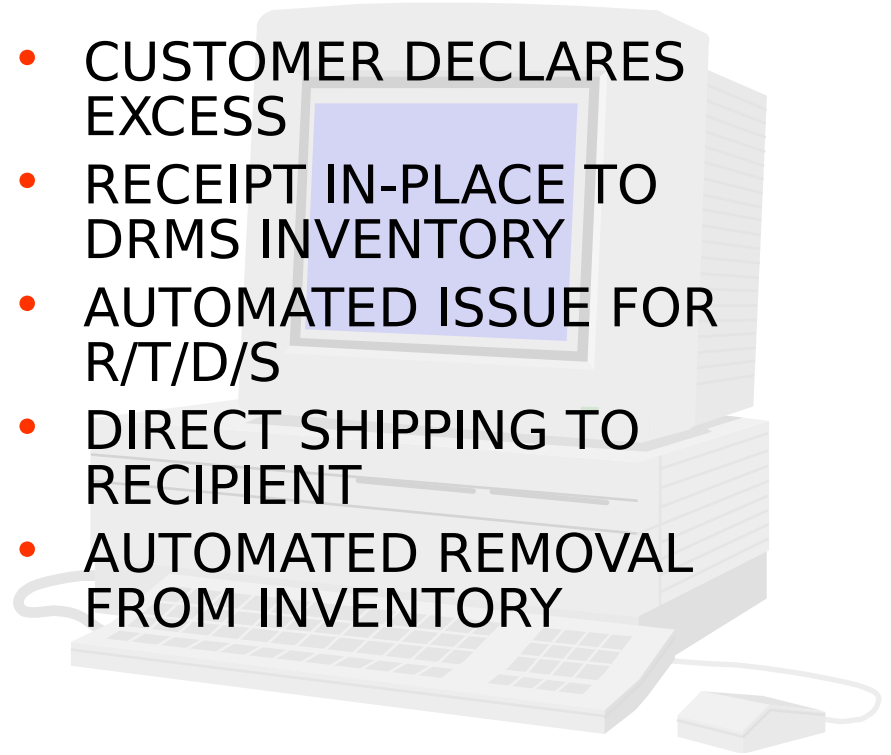 • CUSTOMER DECLARES
EXCESS
• RECEIPT IN-PLACE TO
DRMS INVENTORY
• AUTOMATED ISSUE FOR
R/T/D/S
• DIRECT SHIPPING TO
RECIPIENT
• AUTOMATED REMOVAL
FROM INVENTORY